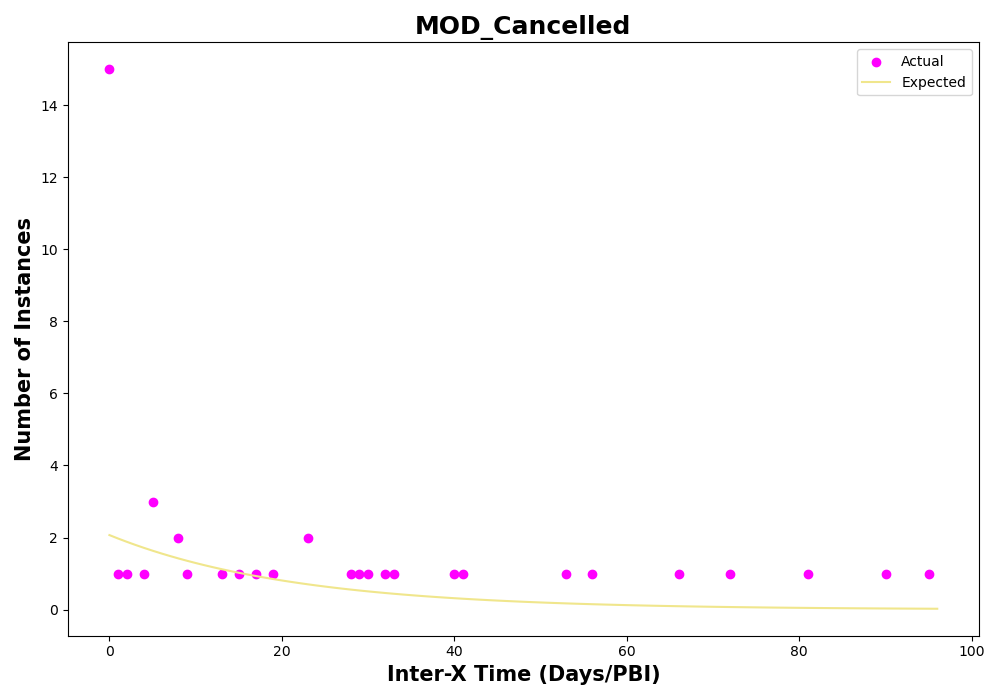 MOD_Cancelled
Actual
Expected
14
12
10
8
6
4
2
0
Number of Instances
0 20 40 60 80 100
Inter-X Time (Days/PBI)